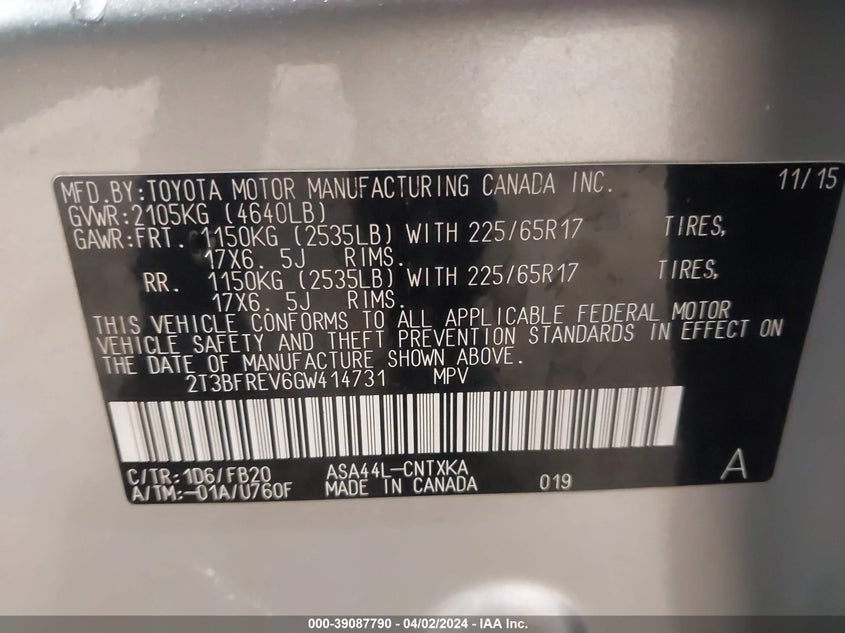 MFD.BY:TOYOTA MOTOR MANUFACTURING CANADA INC. 11/15
GVWR:2105KG (4640LB)
GAWR:FRT. 1150KG (2535LB) WITH 225/65R17 TIRES,
17X6. 5J RIMS.
RR. 1150KG (2535LB) WITH 225/65R17 TIRES,
17X6. 5J RIMS.
THIS VEHICLE CONFORMS TO ALL APPLICABLE FEDERAL MOTOR
VEHICLE SAFETY AND THEFT PREVENTION STANDARDS IN EFFECT ON
THE DATE OF MANUFACTURE SHOWN ABOVE.
2T3BFREV6GW414731 MPV
C/TR:1D6/FB20 ASA44L-CNTXKA A
A/TM:-01A/U760F MADE IN CANADA 019
000-39087790 - 04/02/2024 - IAA Inc.